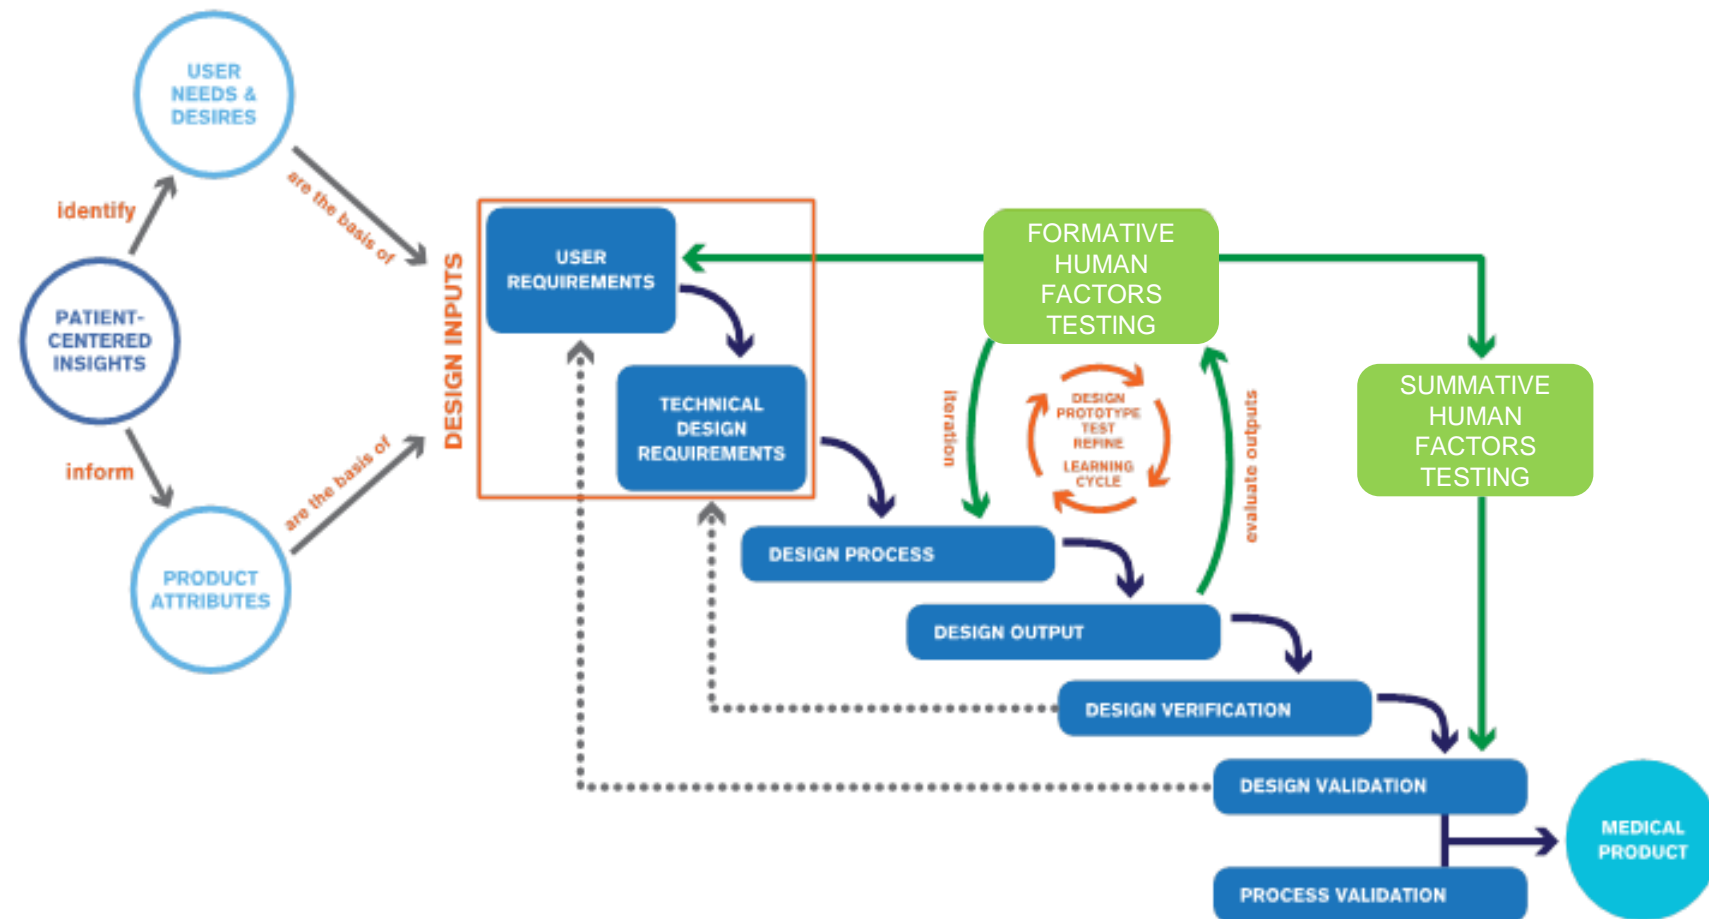 USER
NEEDS &
DESIRES
identify
are the basis of
PATIENT-
CENTERED
INSIGHTS
inform
are the basis of
PRODUCT
ATTRIBUTES
DESIGN INPUTS
USER
REQUIREMENTS
TECHNICAL
DESIGN
REQUIREMENTS
FORMATIVE
HUMAN
FACTORS
TESTING
iteration
DESIGN
PROTOTYPE
TEST
REFINE
LEARNING
CYCLE
evaluate outputs
SUMMATIVE
HUMAN
FACTORS
TESTING
DESIGN PROCESS
DESIGN OUTPUT
DESIGN VERIFICATION
DESIGN VALIDATION
MEDICAL
PRODUCT
PROCESS VALIDATION